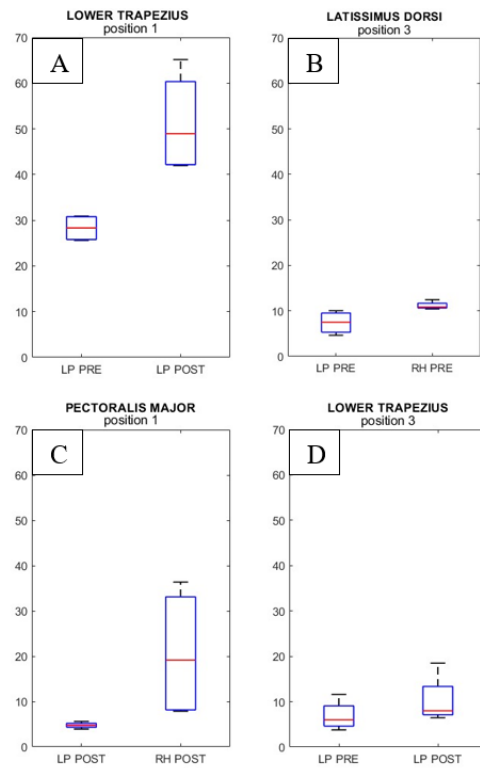 LOWER TRAPEZIUS
position 1
A
70
60
50
40
30
20
10
0
LP PRE LP POST
LATISSIMUS DORSI
position 3
B
70
60
50
40
30
20
10
0
LP PRE RH PRE
PECTORALIS MAJOR
position 1
C
70
60
50
40
30
20
10
0
LP POST RH POST
LOWER TRAPEZIUS
position 3
D
70
60
50
40
30
20
10
0
LP PRE LP POST